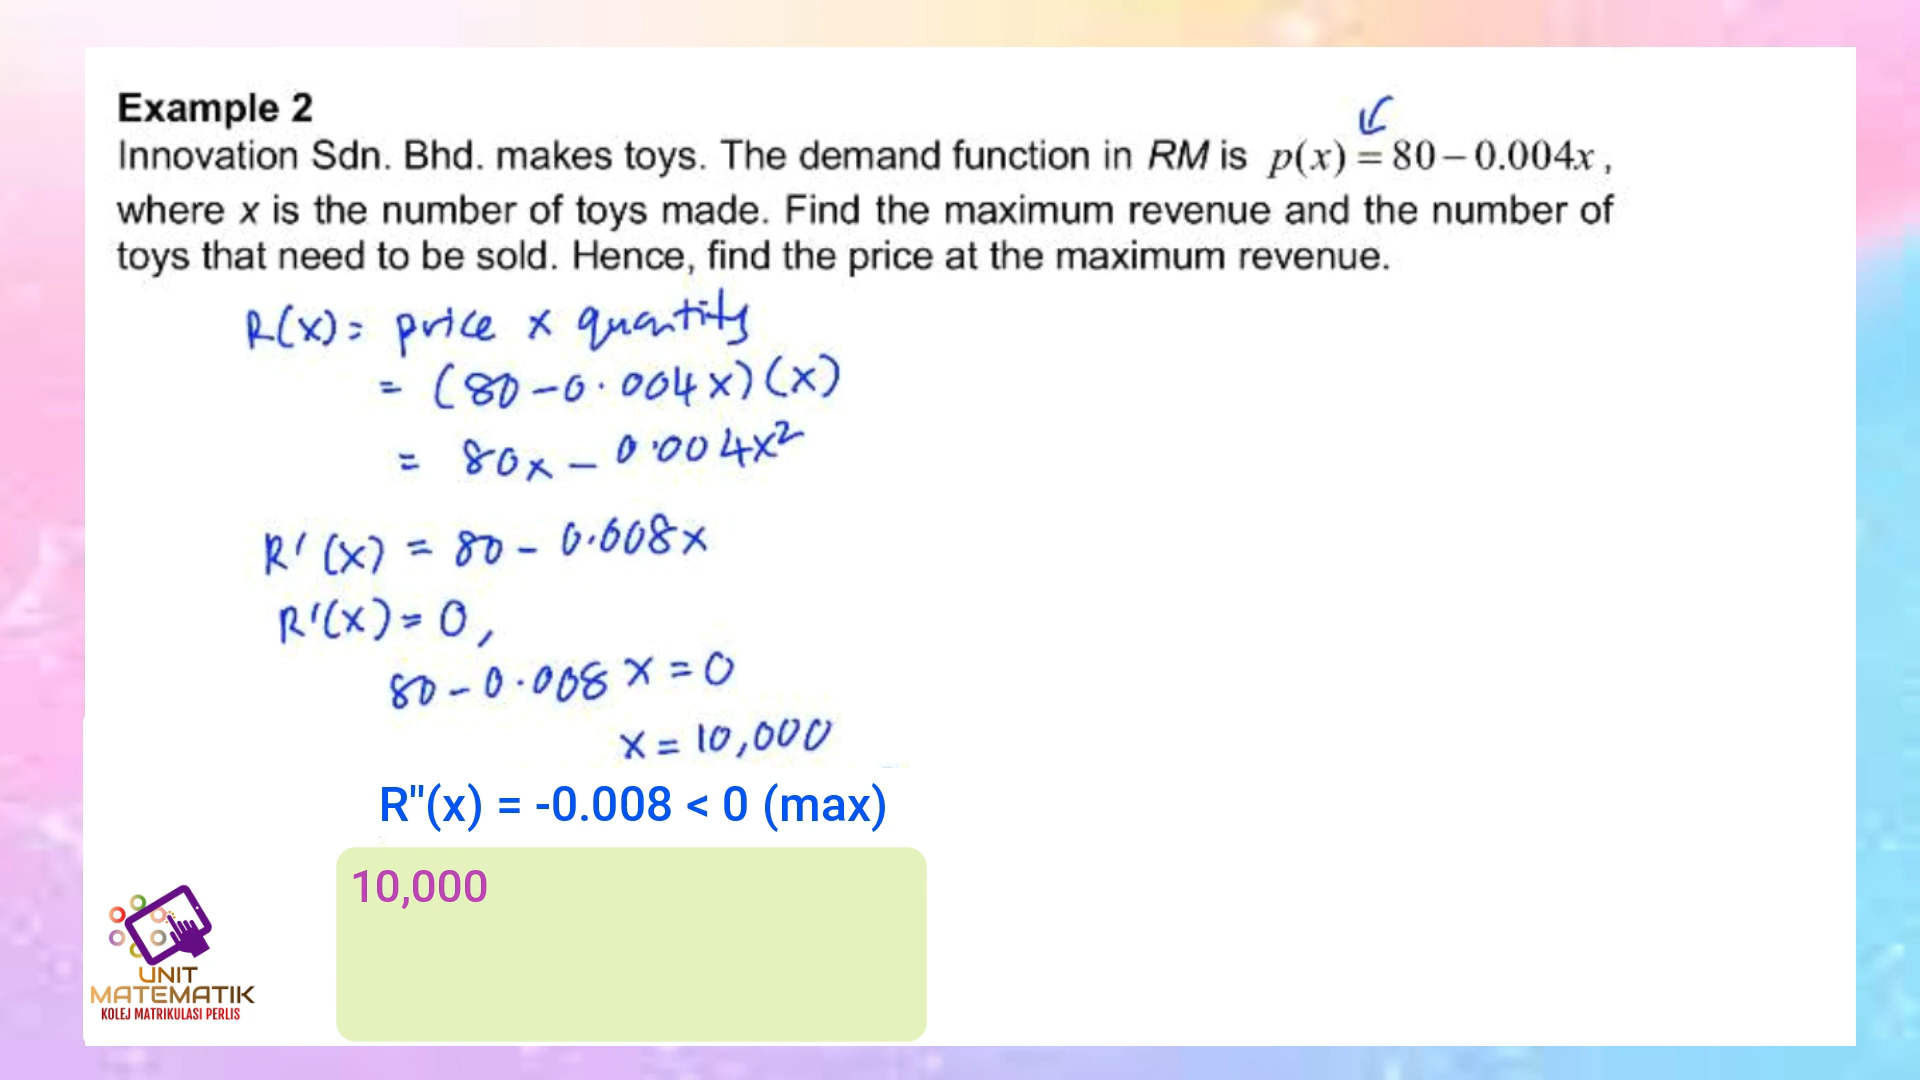 Example 2
Innovation Sdn. Bhd. makes toys. The demand function in RM is p(x) = 80 – 0.004x,
where x is the number of toys made. Find the maximum revenue and the number of
toys that need to be sold. Hence, find the price at the maximum revenue.
R(x) = price x quantity
= (80 - 0.004x)(x)
= 80x - 0.004x²
R'(x) = 80 - 0.008x
R'(x) = 0,
80 - 0.008x = 0
x = 10,000
R"(x) = -0.008 < 0 (max)
10,000
UNIT
MATEMATIK
KOLEJ MATRIKULASI PERLIS